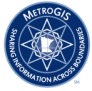 METROGIS
SHARING INFORMATION ACROSS BOUNDARIES